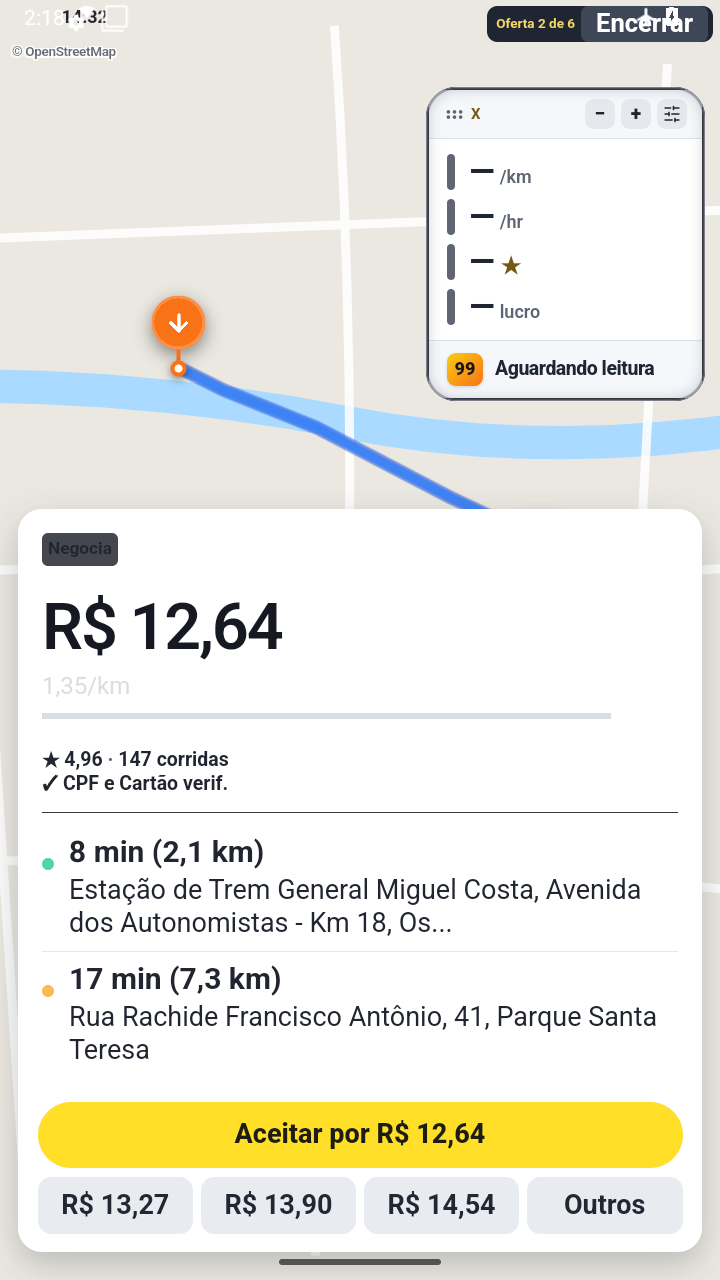 14:32
Oferta 2 de 6
Encerrar
© OpenStreetMap
X
− +
— /km
— /hr
— ★
— lucro
99 Aguardando leitura
Negocia
R$ 12,64
1,35/km
★ 4,96 · 147 corridas
✓ CPF e Cartão verif.
8 min (2,1 km)
Estação de Trem General Miguel Costa, Avenida
dos Autonomistas - Km 18, Os...
17 min (7,3 km)
Rua Rachide Francisco Antônio, 41, Parque Santa
Teresa
Aceitar por R$ 12,64
R$ 13,27 R$ 13,90 R$ 14,54 Outros